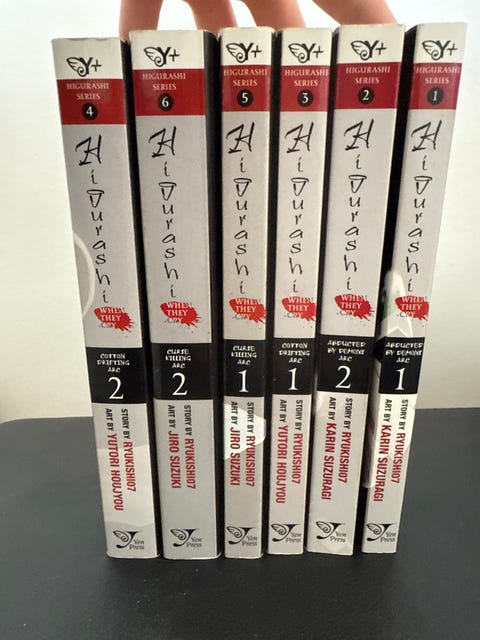 Y+
HIGURASHI
SERIES
4
Higurashi
WHEN
THEY
CRY
COTTON
DRIFTING
ARC
2
STORY BY RYUKISHI07
ART BY YUTORI HOUJYOU
Yen
Press
Y+
HIGURASHI
SERIES
6
Higurashi
WHEN
THEY
CRY
CURSE
KILLING
ARC
2
STORY BY RYUKISHI07
ART BY JIRO SUZUKI
Yen
Press
Y+
HIGURASHI
SERIES
5
Higurashi
WHEN
THEY
CRY
CURSE
KILLING
ARC
1
STORY BY RYUKISHI07
ART BY JIRO SUZUKI
Yen
Press
Y+
HIGURASHI
SERIES
3
Higurashi
WHEN
THEY
CRY
COTTON
DRIFTING
ARC
1
STORY BY RYUKISHI07
ART BY YUTORI HOUJYOU
Yen
Press
Y+
HIGURASHI
SERIES
2
Higurashi
WHEN
THEY
CRY
ABDUCTED
BY DEMONS
ARC
2
STORY BY RYUKISHI07
ART BY KARIN SUZURAGI
Yen
Press
Y+
HIGURASHI
SERIES
1
Higurashi
WHEN
THEY
CRY
ABDUCTED
BY DEMONS
ARC
1
STORY BY RYUKISHI07
ART BY KARIN SUZURAGI
Yen
Press